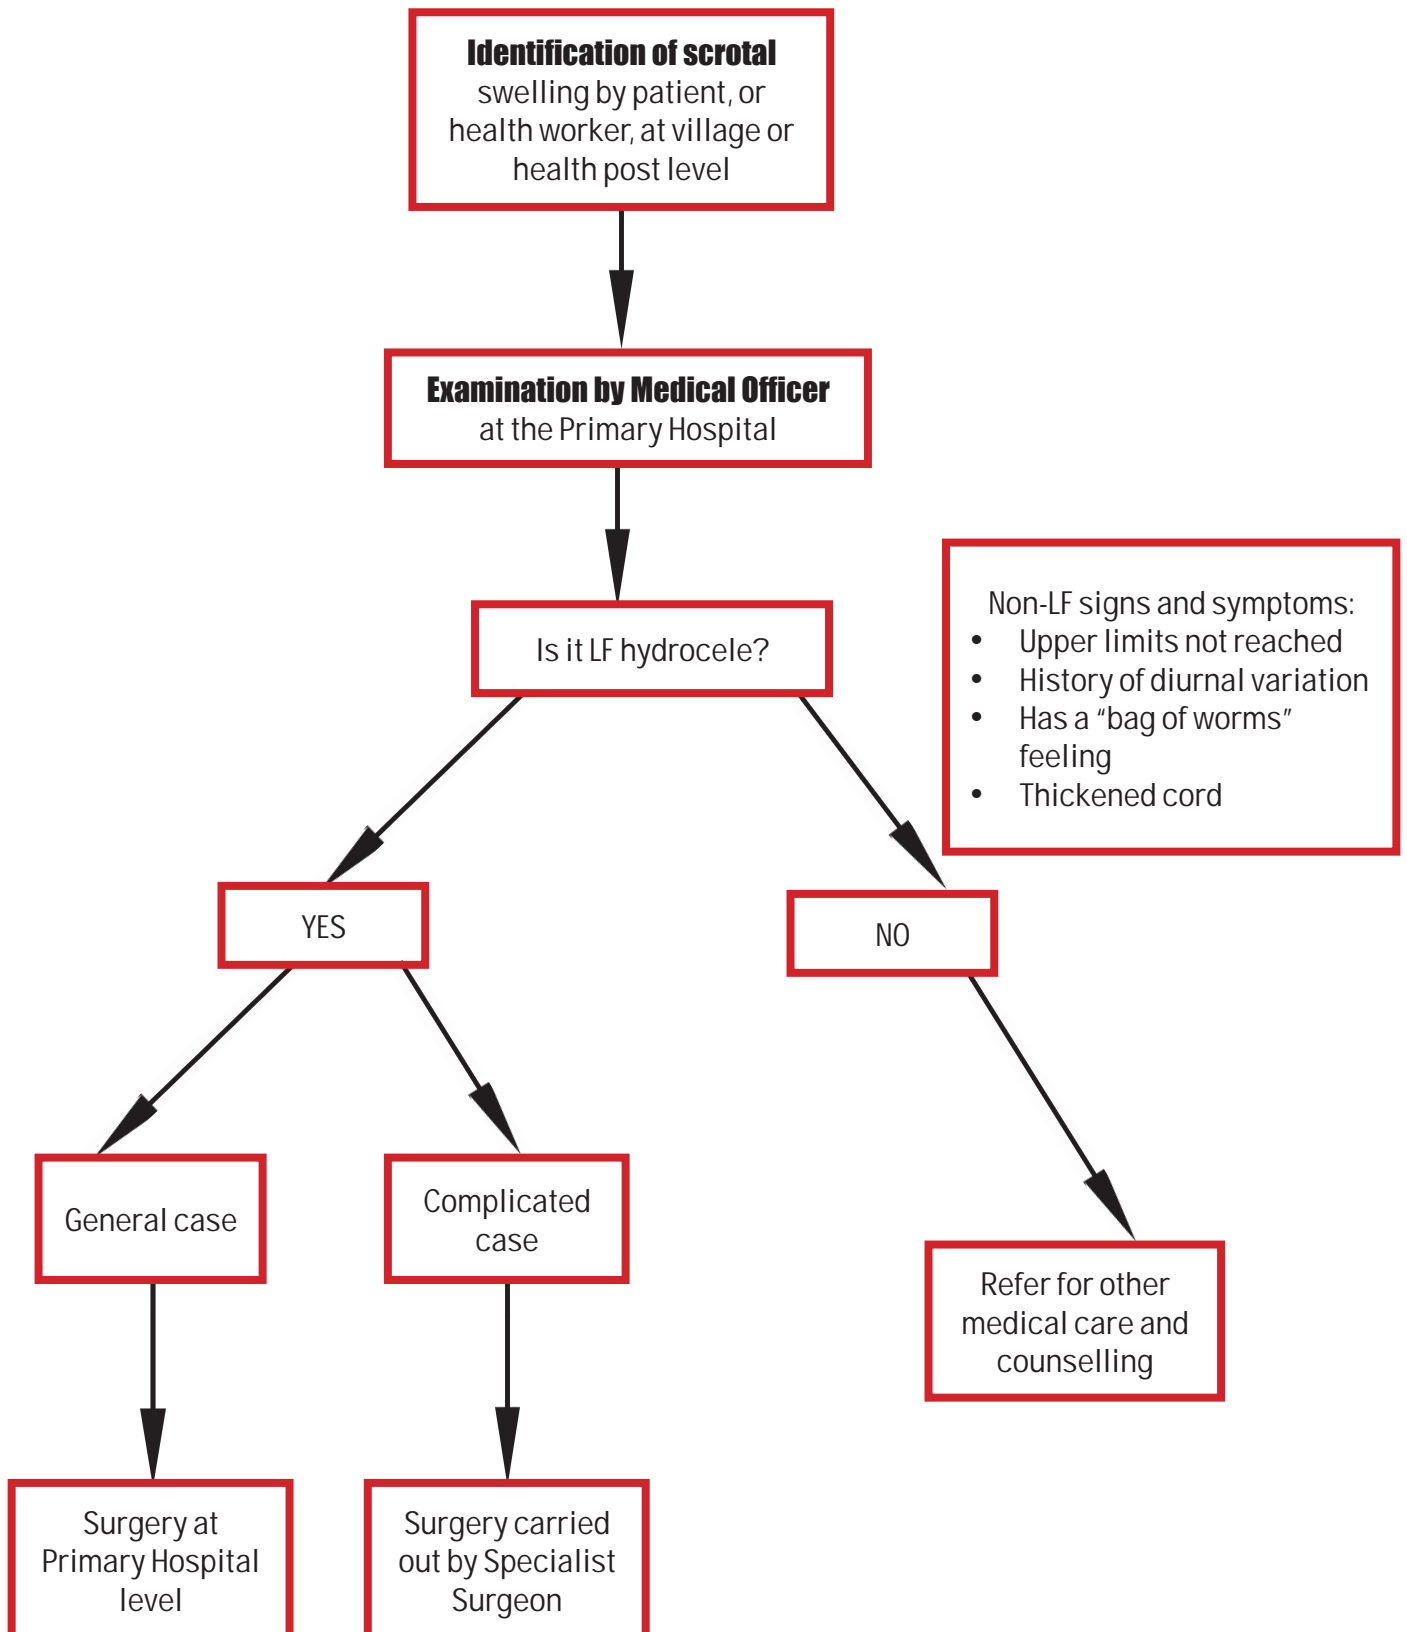 Identification of scrotal
swelling by patient, or
health worker, at village or
health post level
Examination by Medical Officer
at the Primary Hospital
Is it LF hydrocele?
Non-LF signs and symptoms:
• Upper limits not reached
• History of diurnal variation
• Has a “bag of worms”
feeling
• Thickened cord
YES
NO
General case
Complicated
case
Refer for other
medical care and
counselling
Surgery at
Primary Hospital
level
Surgery carried
out by Specialist
Surgeon